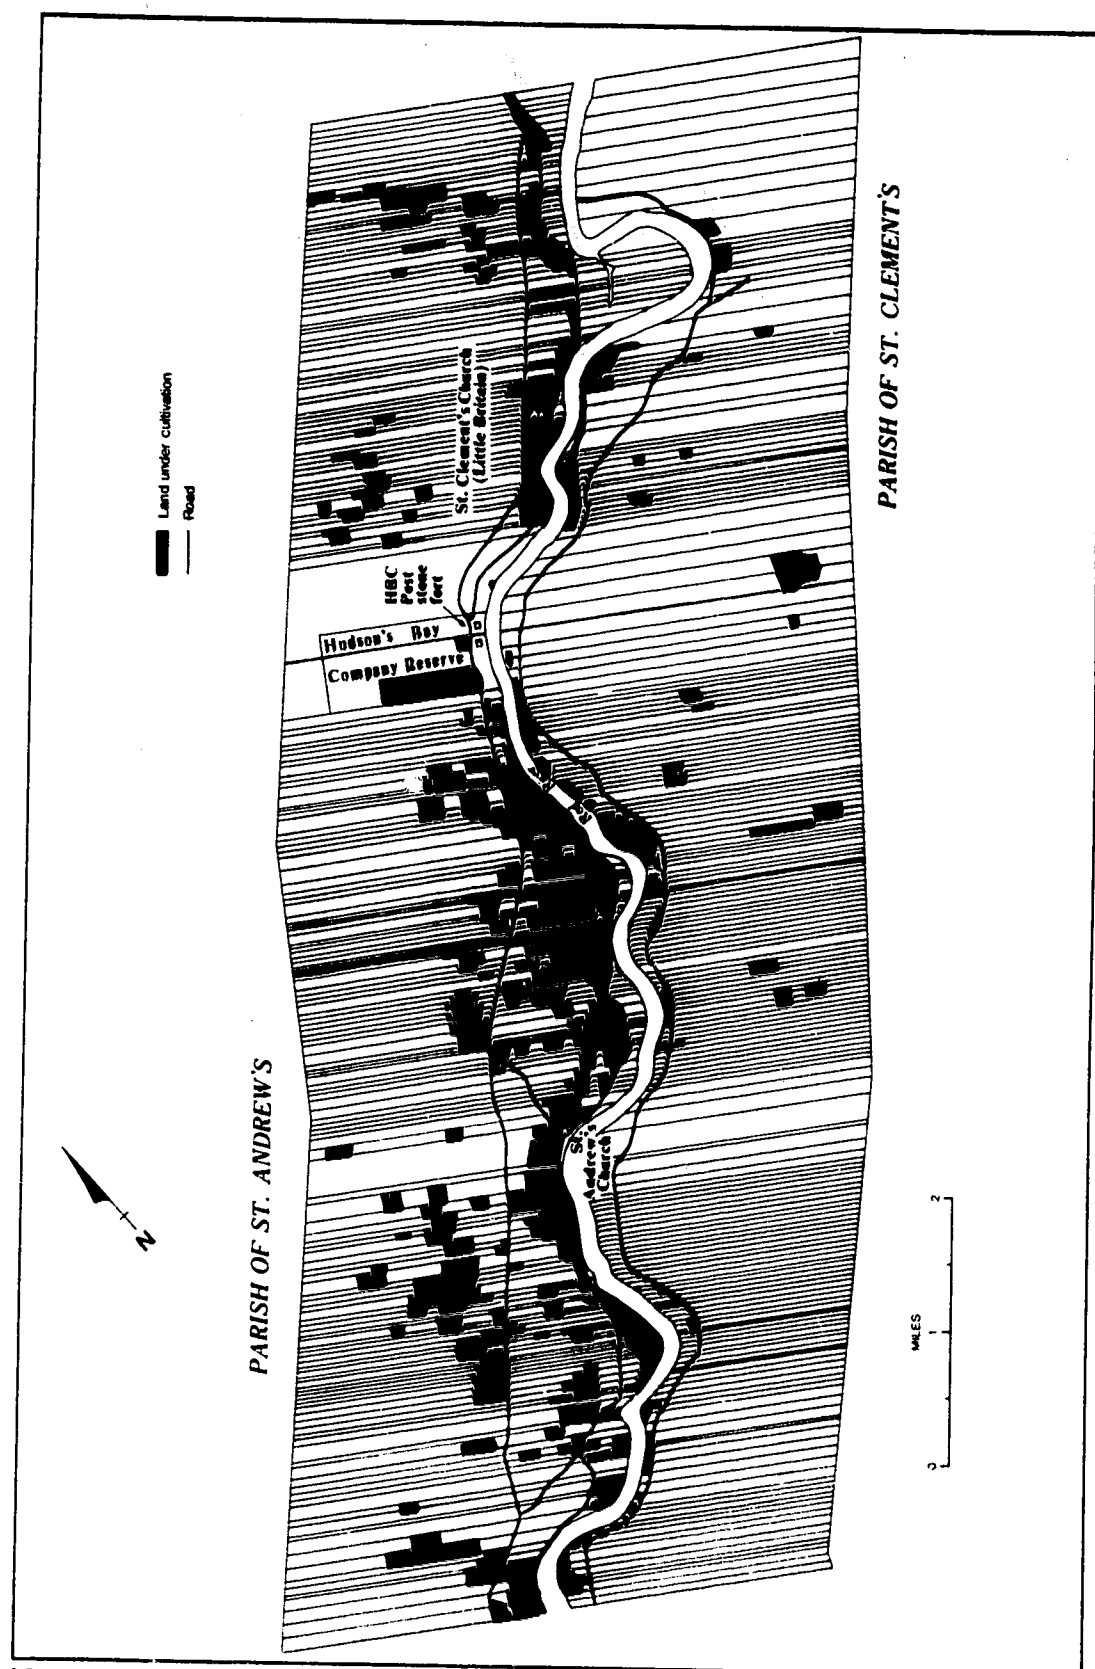 PARISH OF ST. CLEMENT'S
Land under cultivation
Road
St. Clement's Church
(Little Britain)
HBC
Post
stone
fort
Hudson's Bay
Company Reserve
St.
Andrew's
Church
PARISH OF ST. ANDREW'S
N
MILES
0
1
2